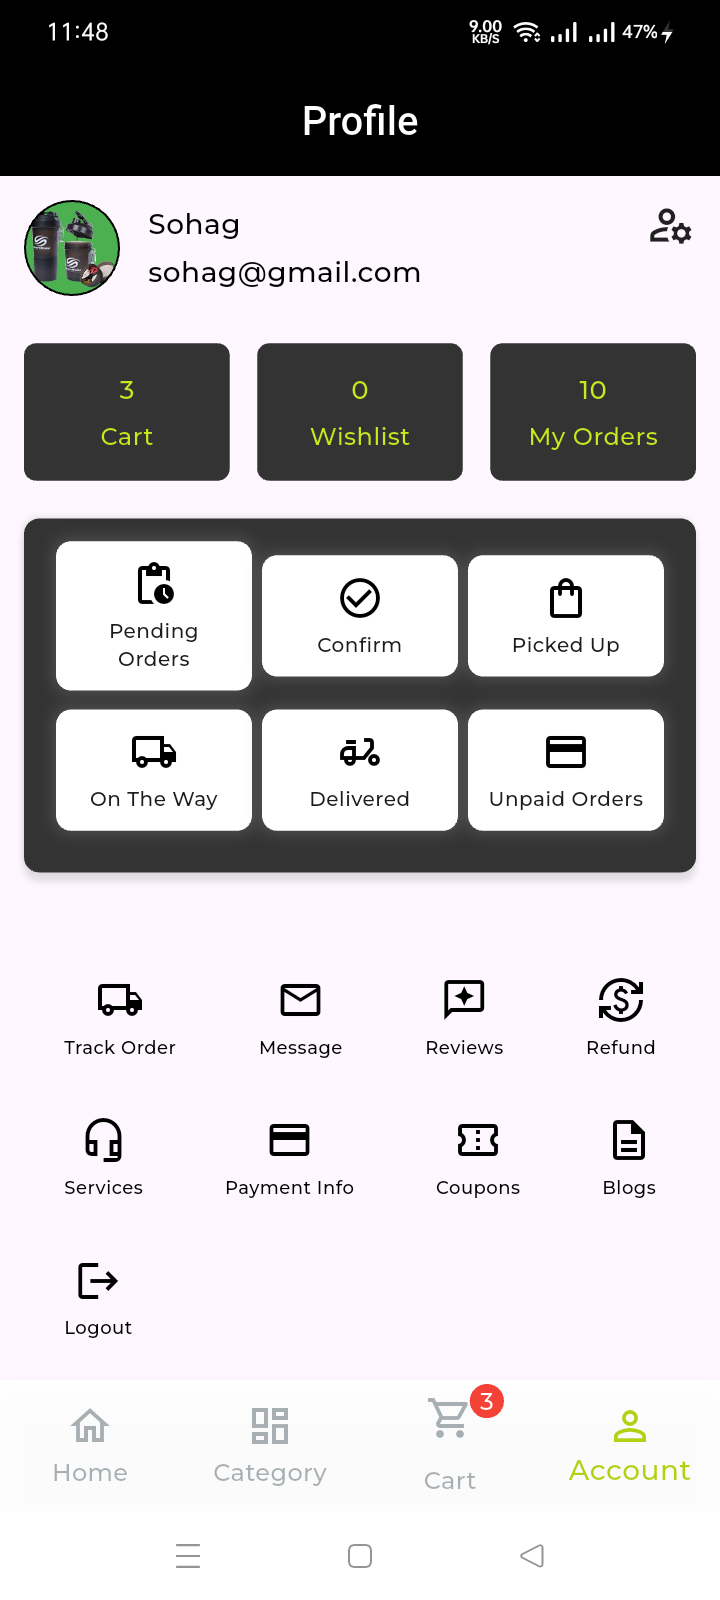 11:48
9.00
KB/S
47%
Profile
Sohag
sohag@gmail.com
3
Cart
0
Wishlist
10
My Orders
Pending
Orders
Confirm
Picked Up
On The Way
Delivered
Unpaid Orders
Track Order
Message
Reviews
Refund
Services
Payment Info
Coupons
Blogs
Logout
Home
Category
3
Cart
Account